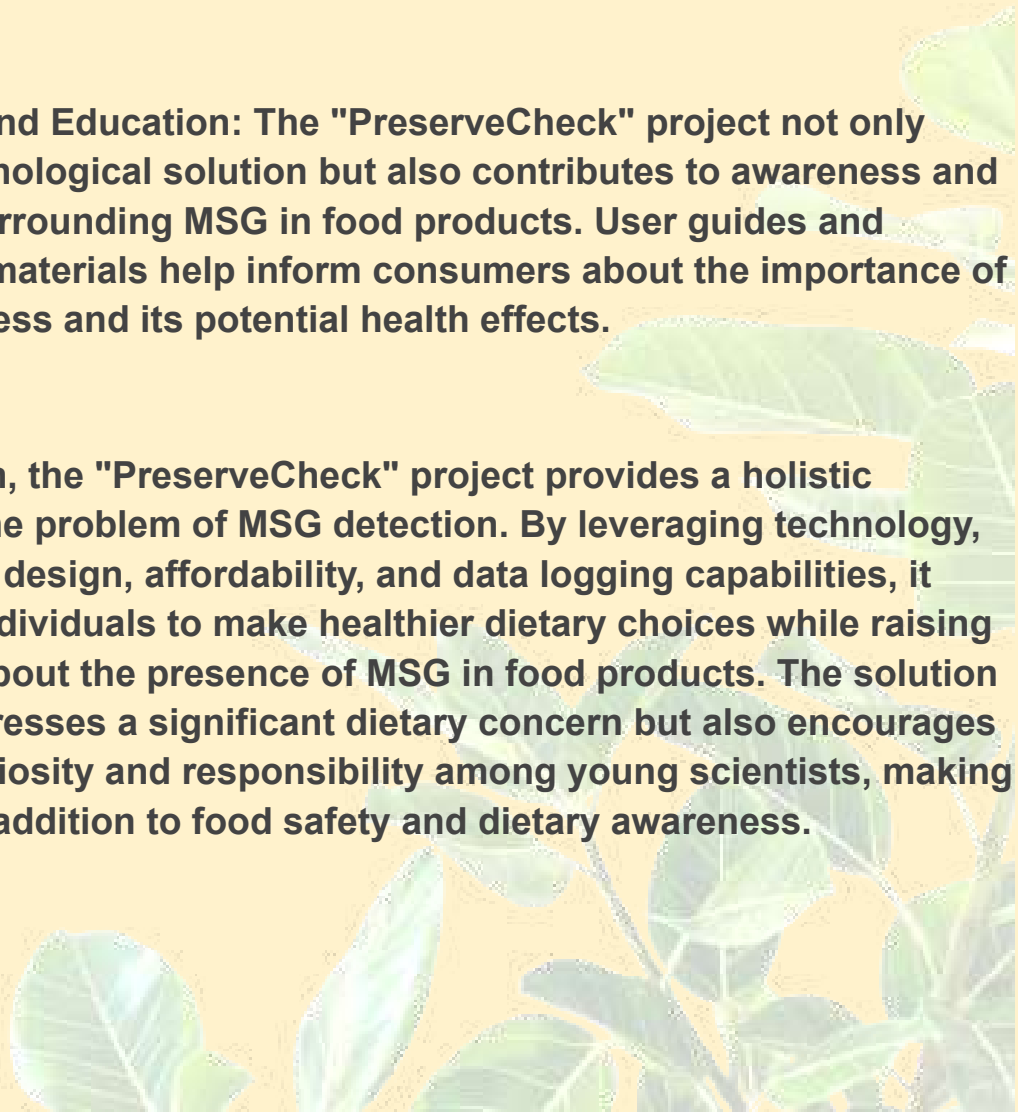 nd Education: The "PreserveCheck" project not only
nological solution but also contributes to awareness and
rrounding MSG in food products. User guides and
materials help inform consumers about the importance of
ess and its potential health effects.
n, the "PreserveCheck" project provides a holistic
ne problem of MSG detection. By leveraging technology,
design, affordability, and data logging capabilities, it
dividuals to make healthier dietary choices while raising
bout the presence of MSG in food products. The solution
resses a significant dietary concern but also encourages
iosity and responsibility among young scientists, making
addition to food safety and dietary awareness.